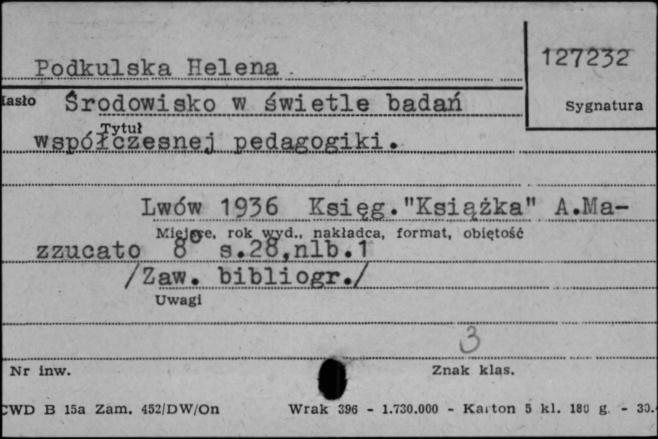 Podkulska Helena
127232
Sygnatura
Hasło Środowisko w świetle badań
Tytuł
współczesnej pedagogiki.
Lwów 1936 Księg."Książka" A.Ma-
Miejsce, rok wyd., nakładca, format, objętość
zzucato 8° s.28,nlb.1
/Zaw. bibliogr./
Uwagi
3
Nr inw.
Znak klas.
CWD B 15a Zam. 452/DW/On Wrak 396 - 1.730.000 - Karton 5 kl. 180 g. - 30.